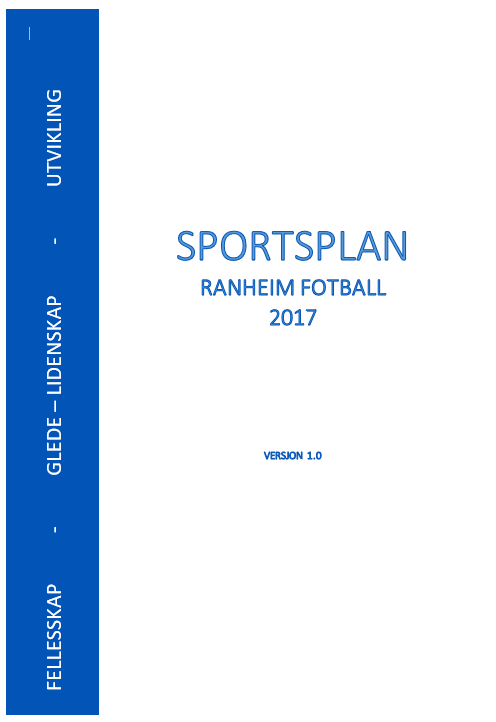 FELLESSKAP - GLEDE – LIDENSKAP - UTVIKLING
SPORTSPLAN
RANHEIM FOTBALL
2017
VERSJON 1.0